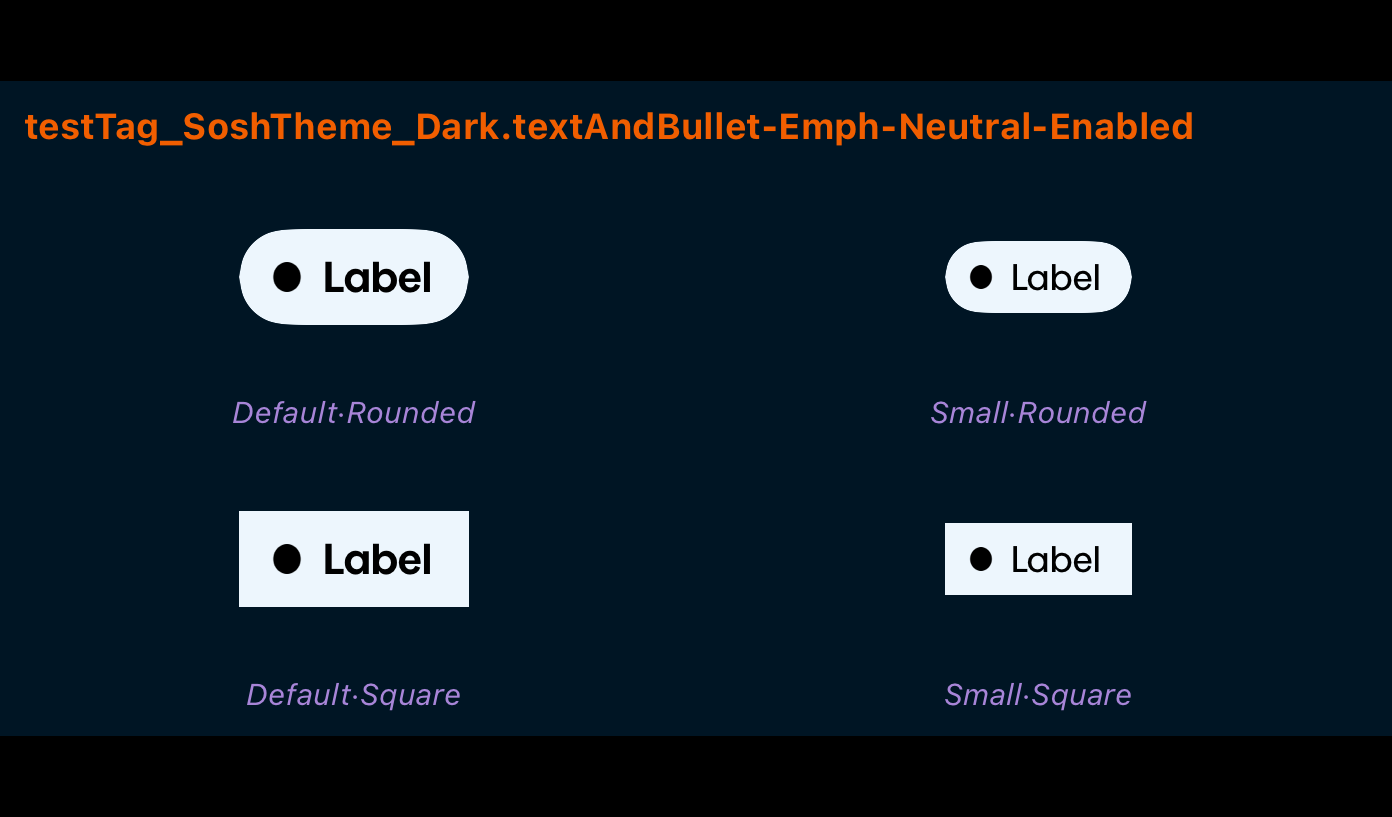 testTag_SoshTheme_Dark.textAndBullet-Emph-Neutral-Enabled
Label
Label
Default·Rounded
Small·Rounded
Label
Label
Default·Square
Small·Square